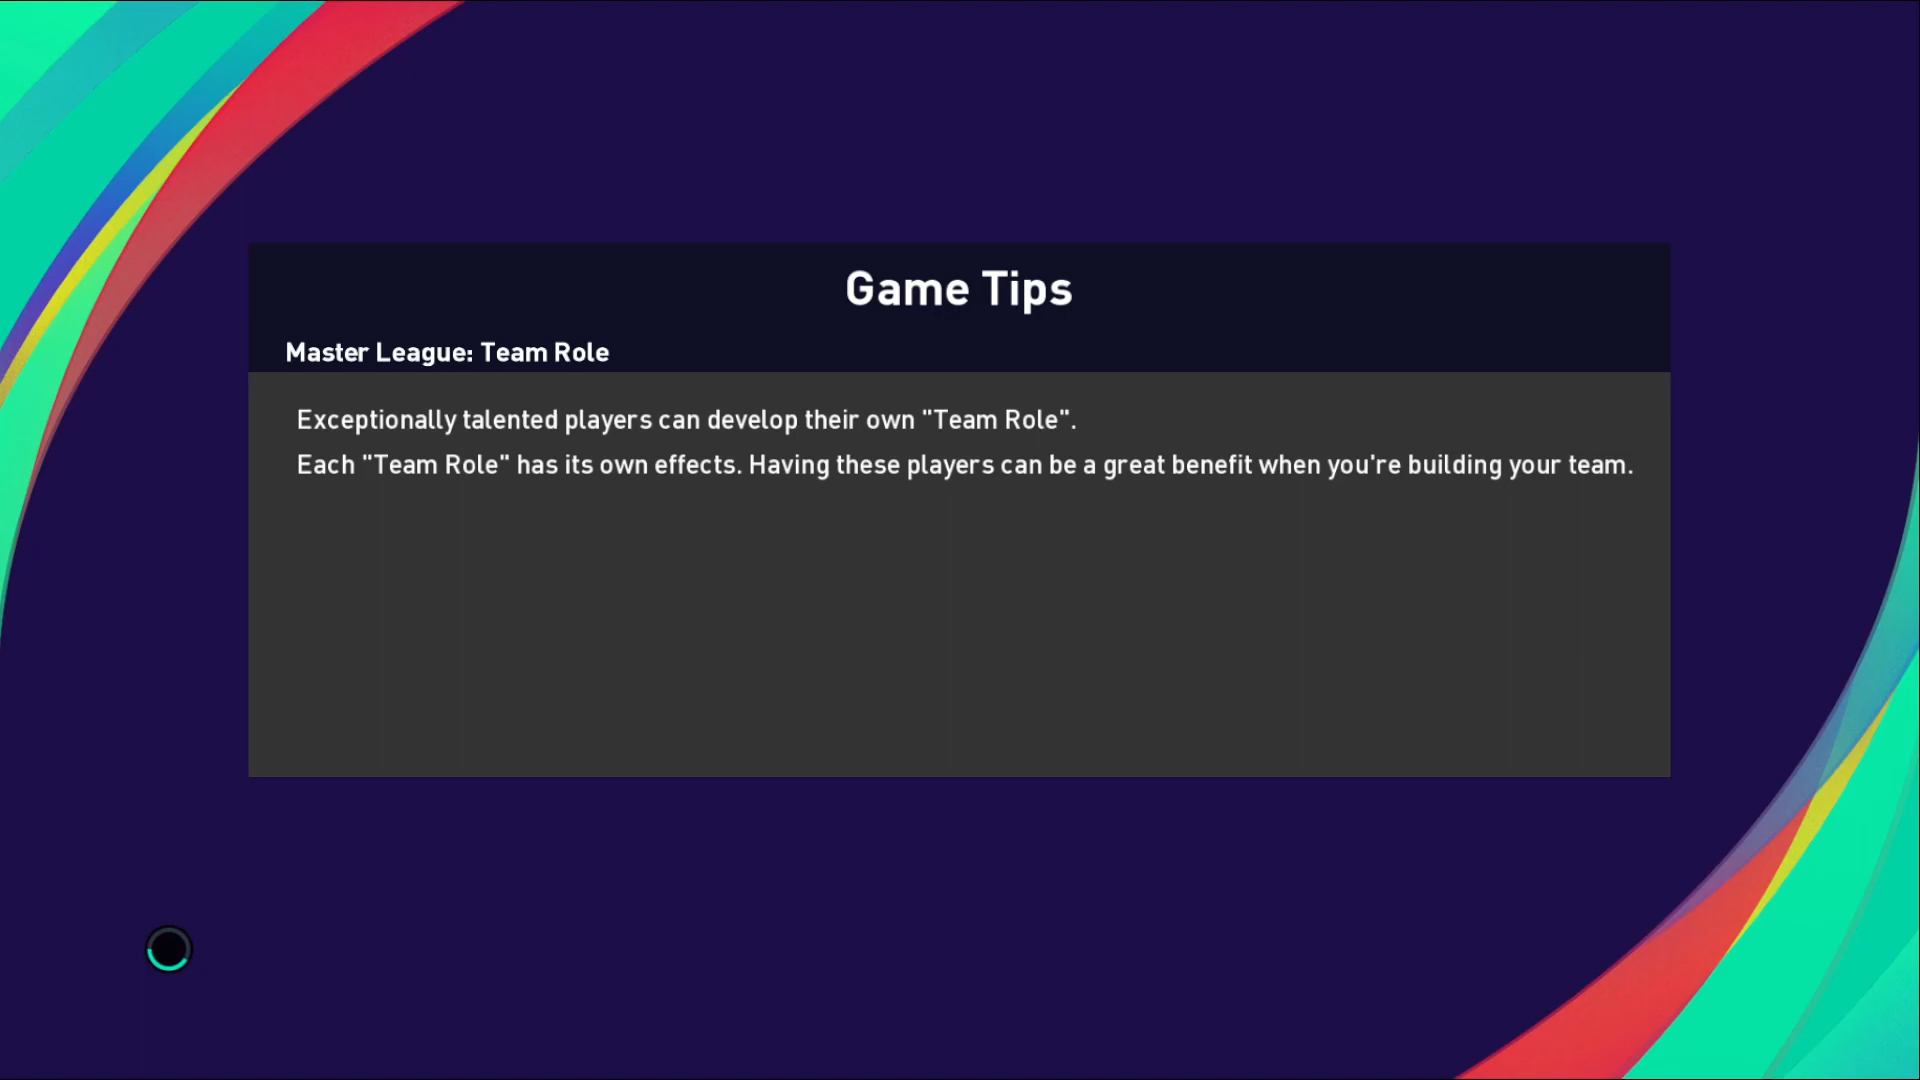 Game Tips
Master League: Team Role
Exceptionally talented players can develop their own "Team Role".
Each "Team Role" has its own effects. Having these players can be a great benefit when you're building your team.